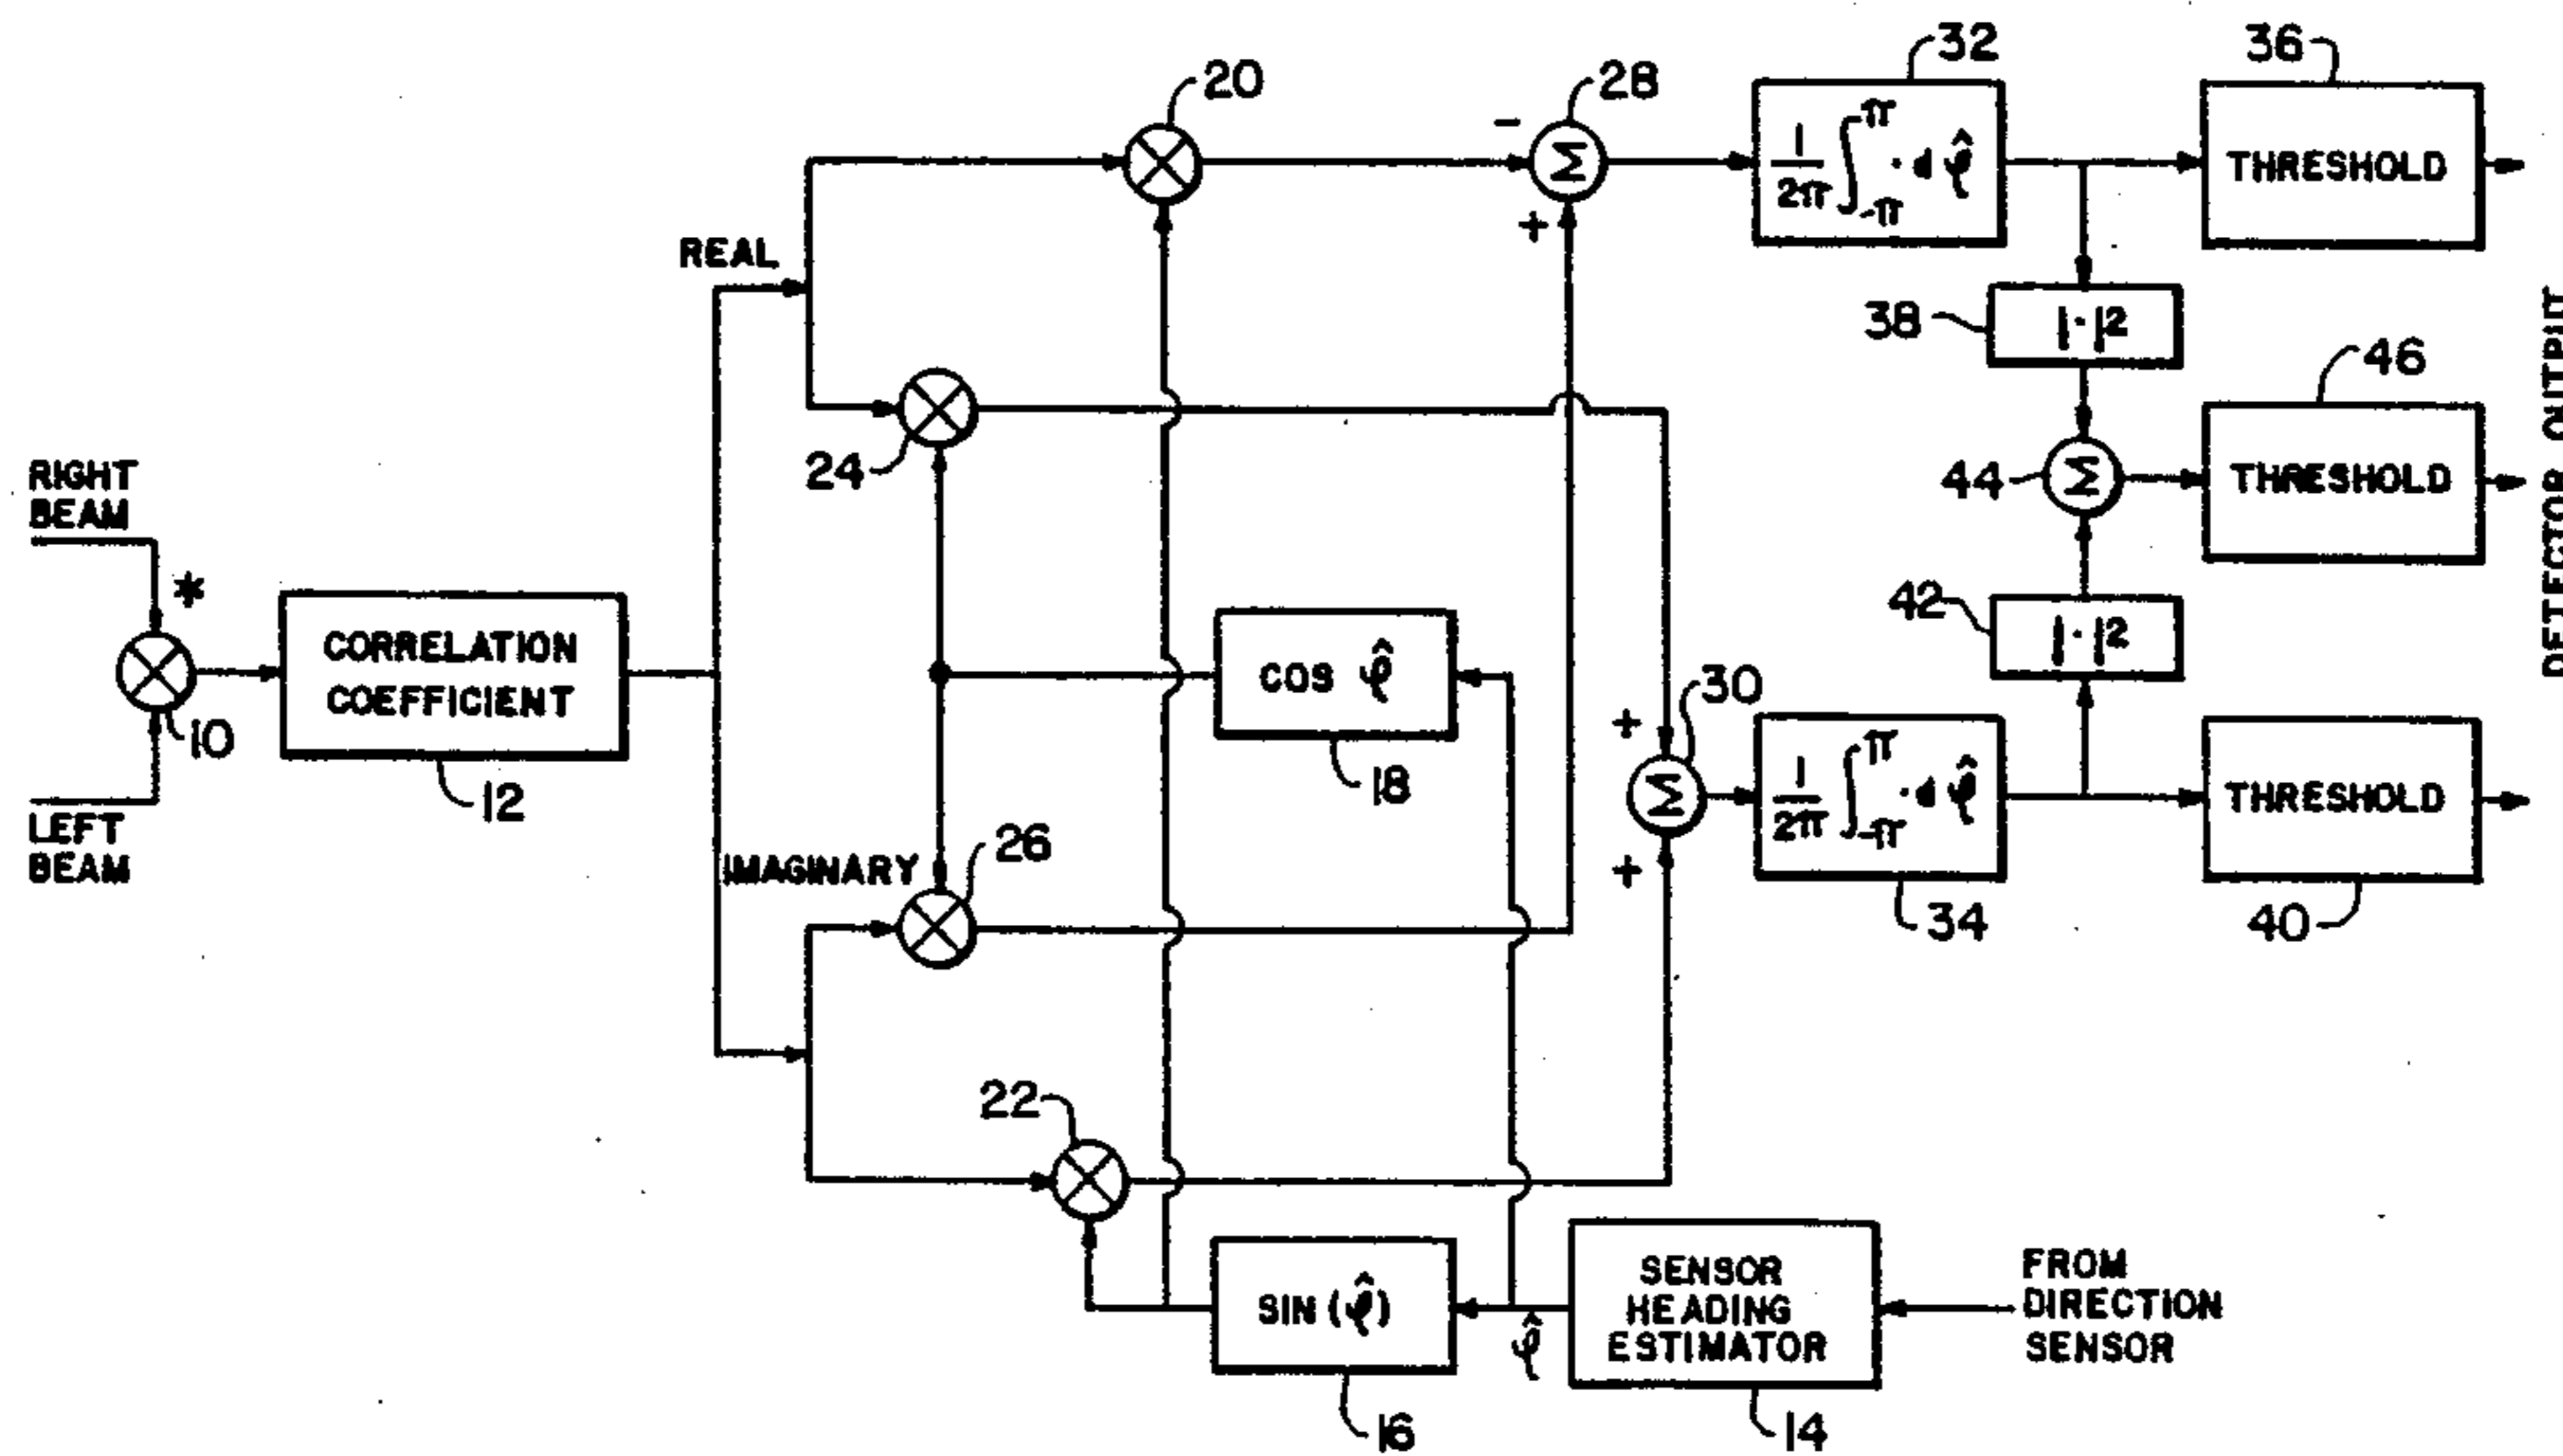 20
28
32
36
1
2π
∫
π
-π
· d φ̂
THRESHOLD
-
+
REAL
38
|·|²
46
24
44
Σ
THRESHOLD
RIGHT
BEAM
*
10
CORRELATION
COEFFICIENT
12
COS φ̂
18
42
|·|²
30
+
+
Σ
1
2π
∫
π
-π
· d φ̂
34
THRESHOLD
40
LEFT
BEAM
IMAGINARY
26
22
SIN (φ̂)
16
φ̂
SENSOR
HEADING
ESTIMATOR
14
FROM
DIRECTION
SENSOR
Σ
DETECTOR OUTPUT